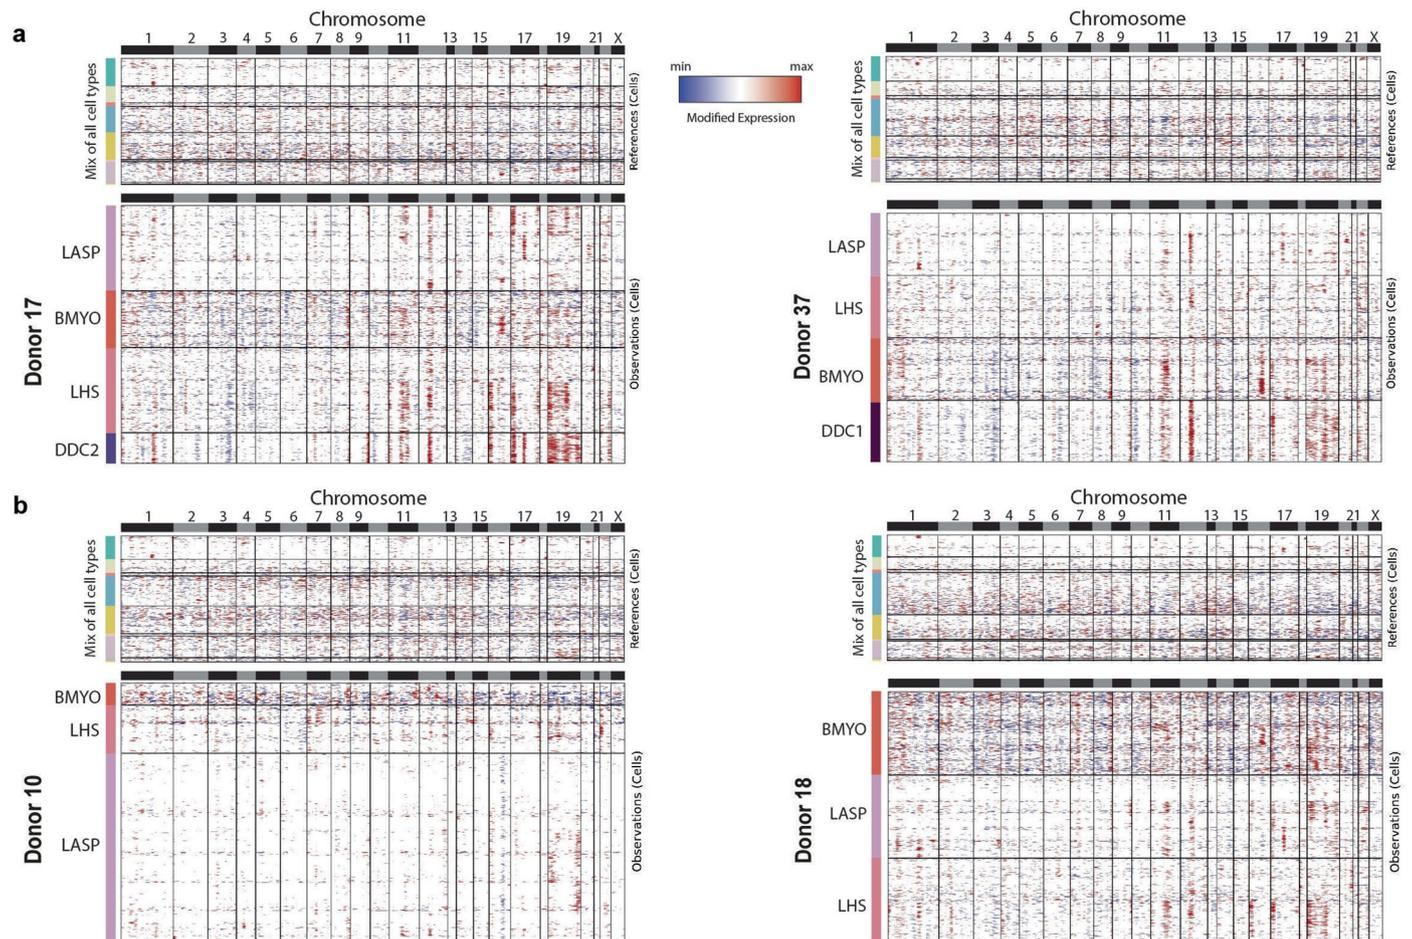 a
Chromosome
1 2 3 4 5 6 7 8 9 11 13 15 17 19 21 X
Mix of all cell types
References (Cells)
min max
Modified Expression
Donor 17
LASP
BMYO
LHS
DDC2
Observations (Cells)
Chromosome
1 2 3 4 5 6 7 8 9 11 13 15 17 19 21 X
Mix of all cell types
References (Cells)
Donor 37
LASP
LHS
BMYO
DDC1
Observations (Cells)
b
Chromosome
1 2 3 4 5 6 7 8 9 11 13 15 17 19 21 X
Mix of all cell types
References (Cells)
Donor 10
BMYO
LHS
LASP
Observations (Cells)
Chromosome
1 2 3 4 5 6 7 8 9 11 13 15 17 19 21 X
Mix of all cell types
References (Cells)
Donor 18
BMYO
LASP
LHS
Observations (Cells)